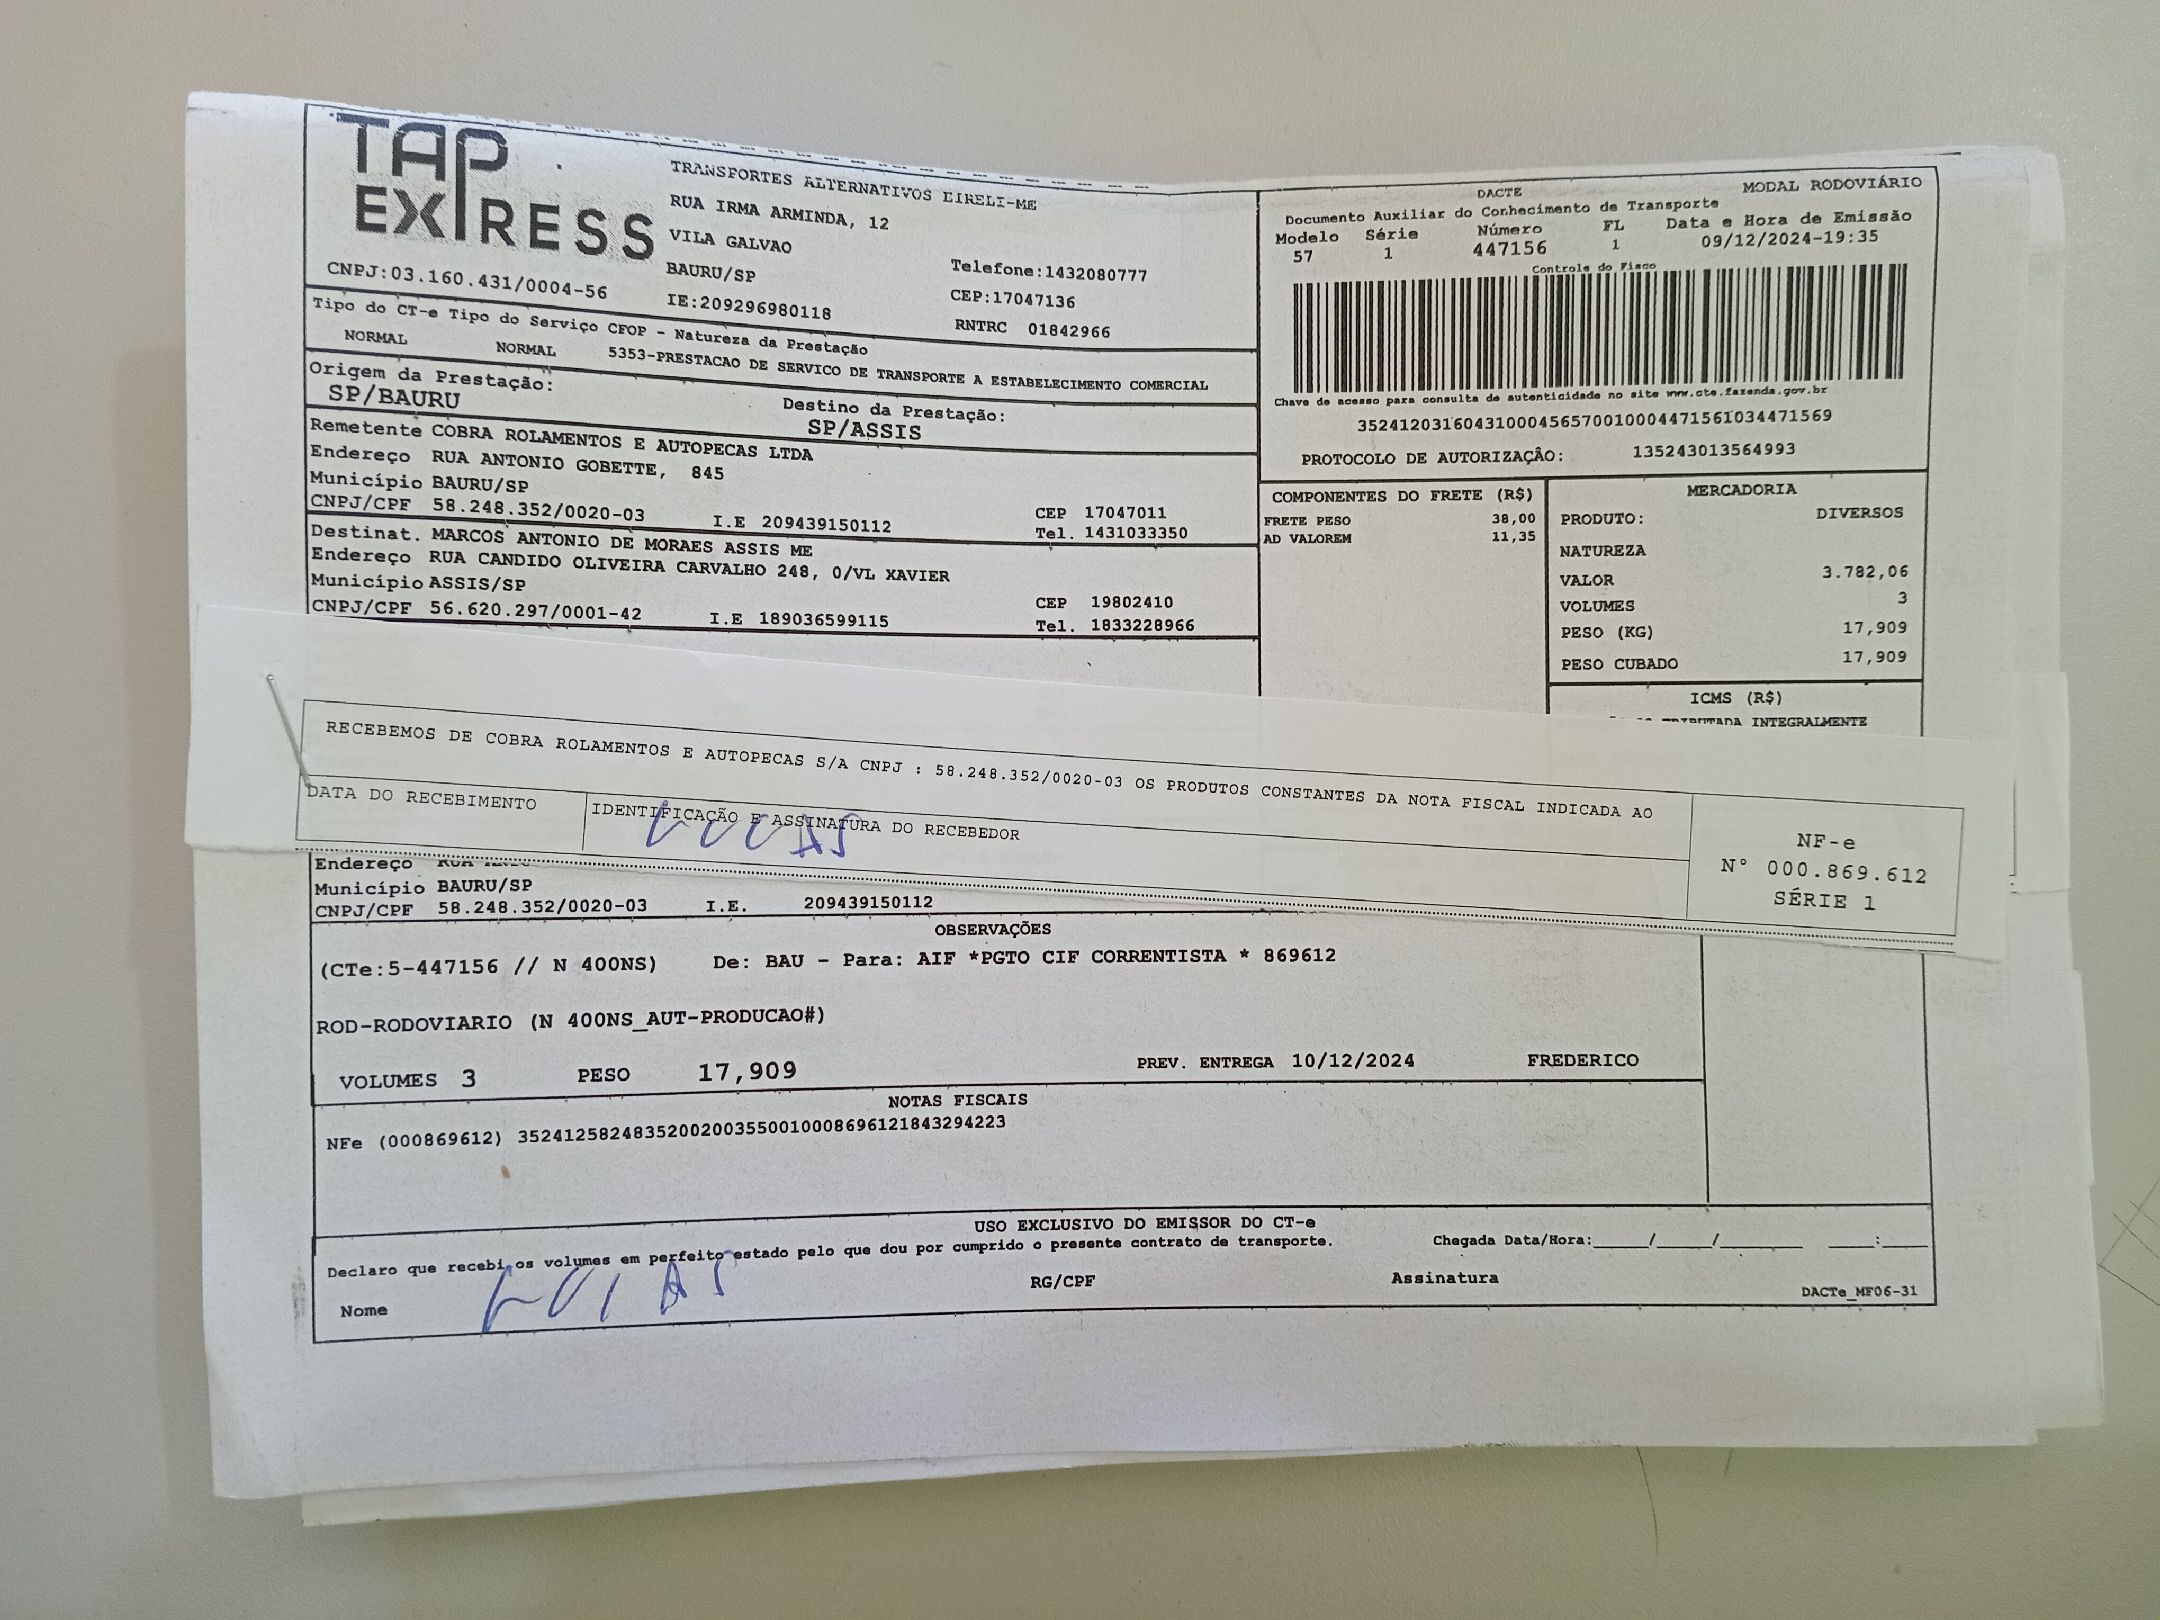 TAP EXPRESS
CNPJ:03.160.431/0004-56
TRANSPORTES ALTERNATIVOS EIRELI-ME
RUA IRMA ARMINDA, 12
VILA GALVAO
BAURU/SP
IE:209296980118
Telefone:1432080777
CEP:17047136
RNTRC 01842966
DACTE MODAL RODOVIÁRIO
Documento Auxiliar do Conhecimento de Transporte
Modelo Série Número FL Data e Hora de Emissão
57 1 447156 1 09/12/2024-19:35
Controle do Fisco
Chave de acesso para consulta de autenticidade no site www.cte.fazenda.gov.br
35241203160431000456570010004471561034471569
PROTOCOLO DE AUTORIZAÇÃO: 135243013564993
Tipo do CT-e Tipo do Serviço CFOP - Natureza da Prestação
NORMAL NORMAL 5353-PRESTACAO DE SERVICO DE TRANSPORTE A ESTABELECIMENTO COMERCIAL
Origem da Prestação: Destino da Prestação:
SP/BAURU SP/ASSIS
Remetente COBRA ROLAMENTOS E AUTOPECAS LTDA
Endereço RUA ANTONIO GOBETTE, 845
Município BAURU/SP CEP 17047011
CNPJ/CPF 58.248.352/0020-03 I.E 209439150112 Tel. 1431033350
Destinat. MARCOS ANTONIO DE MORAES ASSIS ME
Endereço RUA CANDIDO OLIVEIRA CARVALHO 248, 0/VL XAVIER
Município ASSIS/SP CEP 19802410
CNPJ/CPF 56.620.297/0001-42 I.E 189036599115 Tel. 1833228966
COMPONENTES DO FRETE (R$)
FRETE PESO 38,00
AD VALOREM 11,35
MERCADORIA
PRODUTO: DIVERSOS
NATUREZA
VALOR 3.782,06
VOLUMES 3
PESO (KG) 17,909
PESO CUBADO 17,909
ICMS (R$)
TRIBUTADA INTEGRALMENTE
RECEBEMOS DE COBRA ROLAMENTOS E AUTOPECAS S/A CNPJ : 58.248.352/0020-03 OS PRODUTOS CONSTANTES DA NOTA FISCAL INDICADA AO
DATA DO RECEBIMENTO IDENTIFICAÇÃO E ASSINATURA DO RECEBEDOR
LUCAS
NF-e
N° 000.869.612
SÉRIE 1
Endereço RUA
Município BAURU/SP
CNPJ/CPF 58.248.352/0020-03 I.E. 209439150112
OBSERVAÇÕES
(CTe:5-447156 // N 400NS) De: BAU - Para: AIF *PGTO CIF CORRENTISTA * 869612
ROD-RODOVIARIO (N 400NS_AUT-PRODUCAO#)
VOLUMES 3 PESO 17,909 PREV. ENTREGA 10/12/2024 FREDERICO
NOTAS FISCAIS
NFe (000869612) 35241258248352002003550010008696121843294223
USO EXCLUSIVO DO EMISSOR DO CT-e
Declaro que recebi os volumes em perfeito estado pelo que dou por cumprido o presente contrato de transporte. Chegada Data/Hora:____/____/______ ____:____
Nome LUCAS RG/CPF Assinatura
DACTe_MF06-31